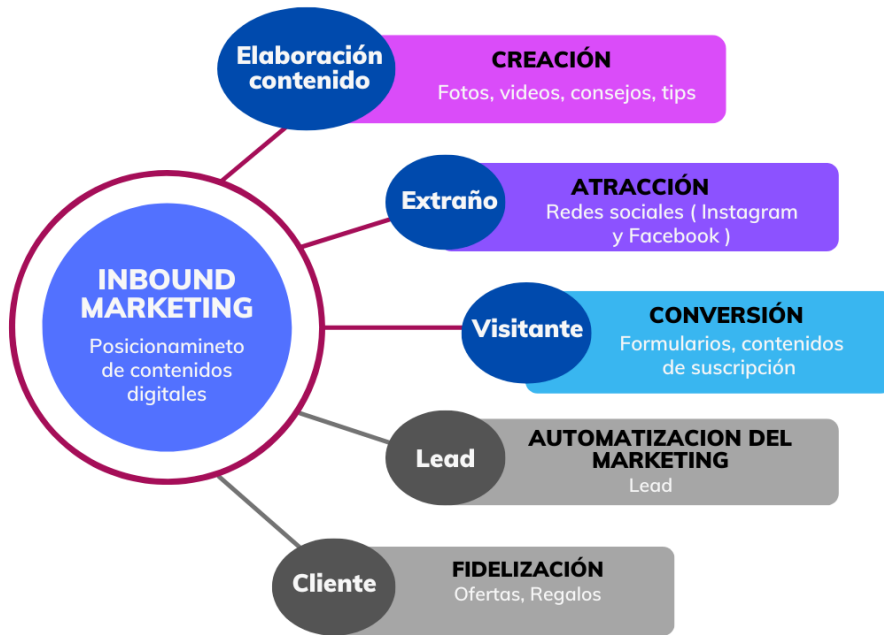 Elaboración
contenido
CREACIÓN
Fotos, videos, consejos, tips
Extraño
ATRACCIÓN
Redes sociales ( Instagram
y Facebook )
INBOUND
MARKETING
Posicionamineto
de contenidos
digitales
Visitante
CONVERSIÓN
Formularios, contenidos
de suscripción
Lead
AUTOMATIZACION DEL
MARKETING
Lead
Cliente
FIDELIZACIÓN
Ofertas, Regalos